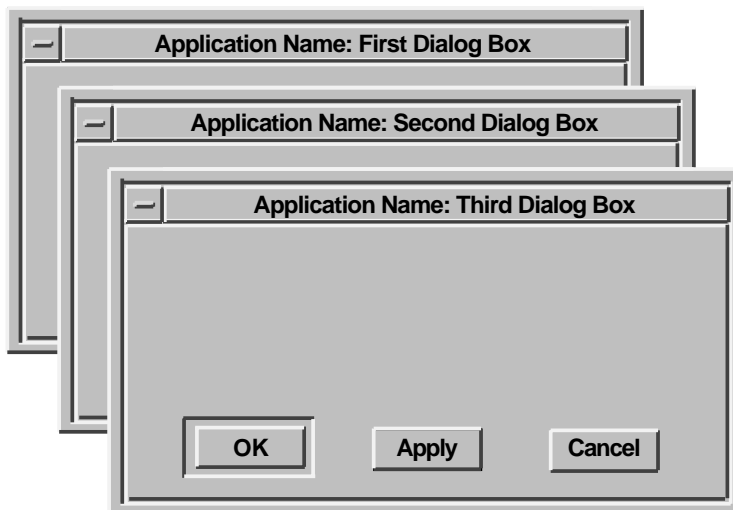 Application Name: First Dialog Box
Application Name: Second Dialog Box
Application Name: Third Dialog Box
OK Apply Cancel